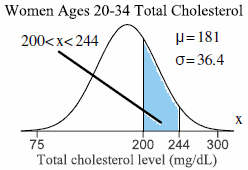 Women Ages 20-34 Total Cholesterol
200<x<244
μ=181
σ=36.4
x
75 200 244 300
Total cholesterol level (mg/dL)